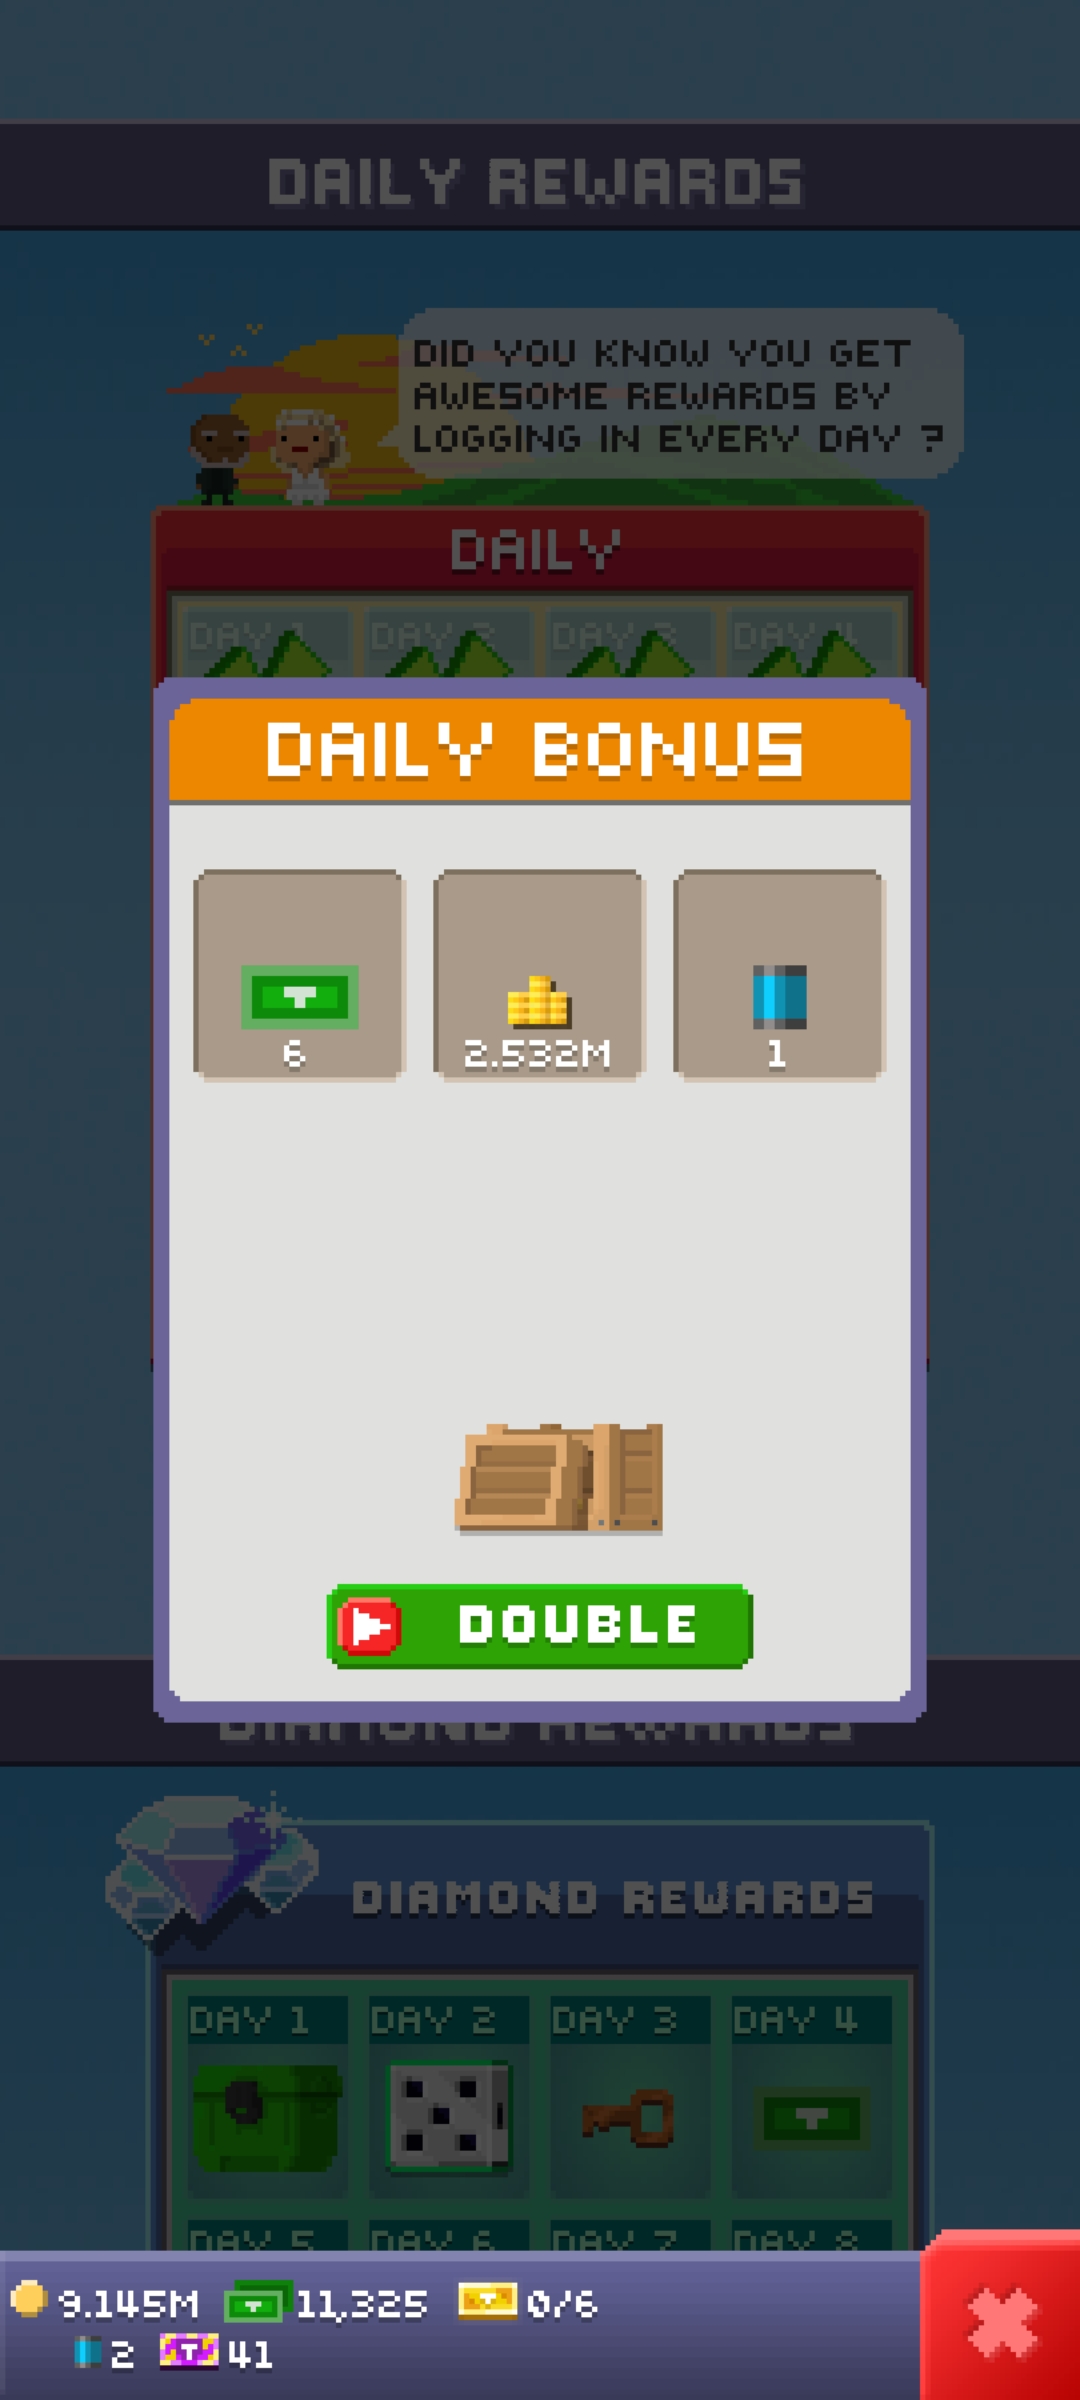 DAILY REWARDS
DID YOU KNOW YOU GET
AWESOME REWARDS BY
LOGGING IN EVERY DAY ?
DAILY
DAY 1 DAY 2 DAY 3 DAY 4
DAILY BONUS
6 2.532M 1
DOUBLE
DIAMOND REWARDS
DIAMOND REWARDS
DAY 1 DAY 2 DAY 3 DAY 4
DAY 5 DAY 6 DAY 7 DAY 8
9.145M 11,325 0/6
2 41